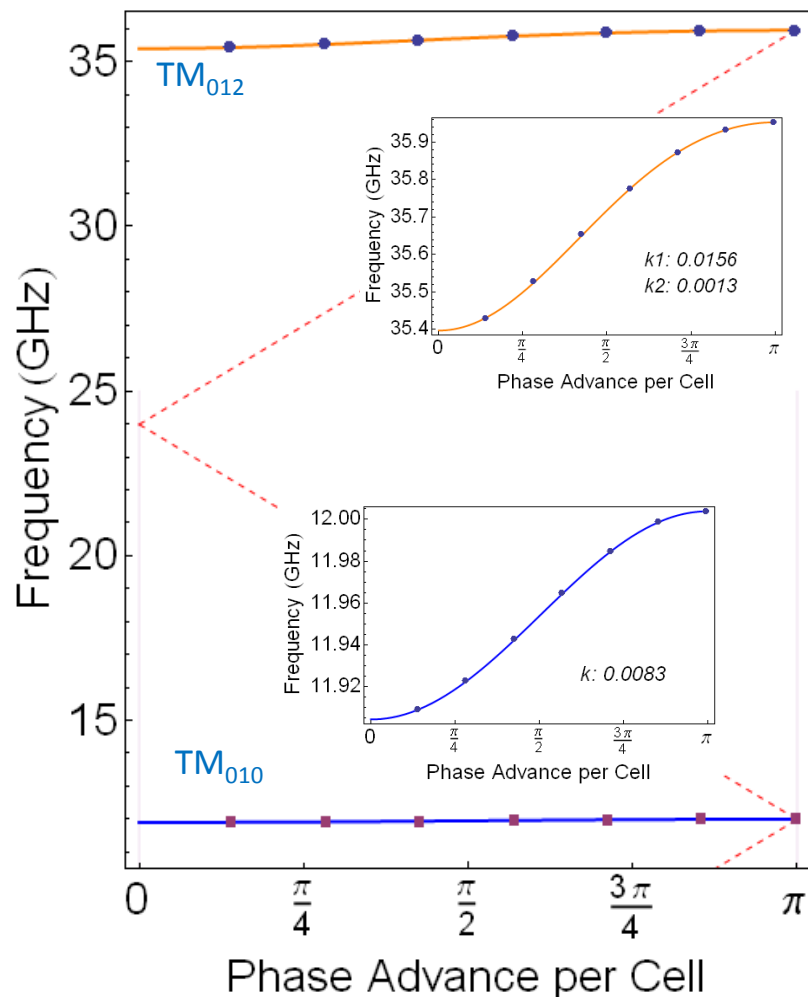 35
TM012
35.9
35.8
35.7
35.6
35.5
35.4
Frequency (GHz)
k1: 0.0156
k2: 0.0013
0 π/4 π/2 3π/4 π
Phase Advance per Cell
30
25
Frequency (GHz)
20
12.00
11.98
11.96
11.94
11.92
Frequency (GHz)
k: 0.0083
0 π/4 π/2 3π/4 π
Phase Advance per Cell
15
TM010
0 π/4 π/2 3π/4 π
Phase Advance per Cell